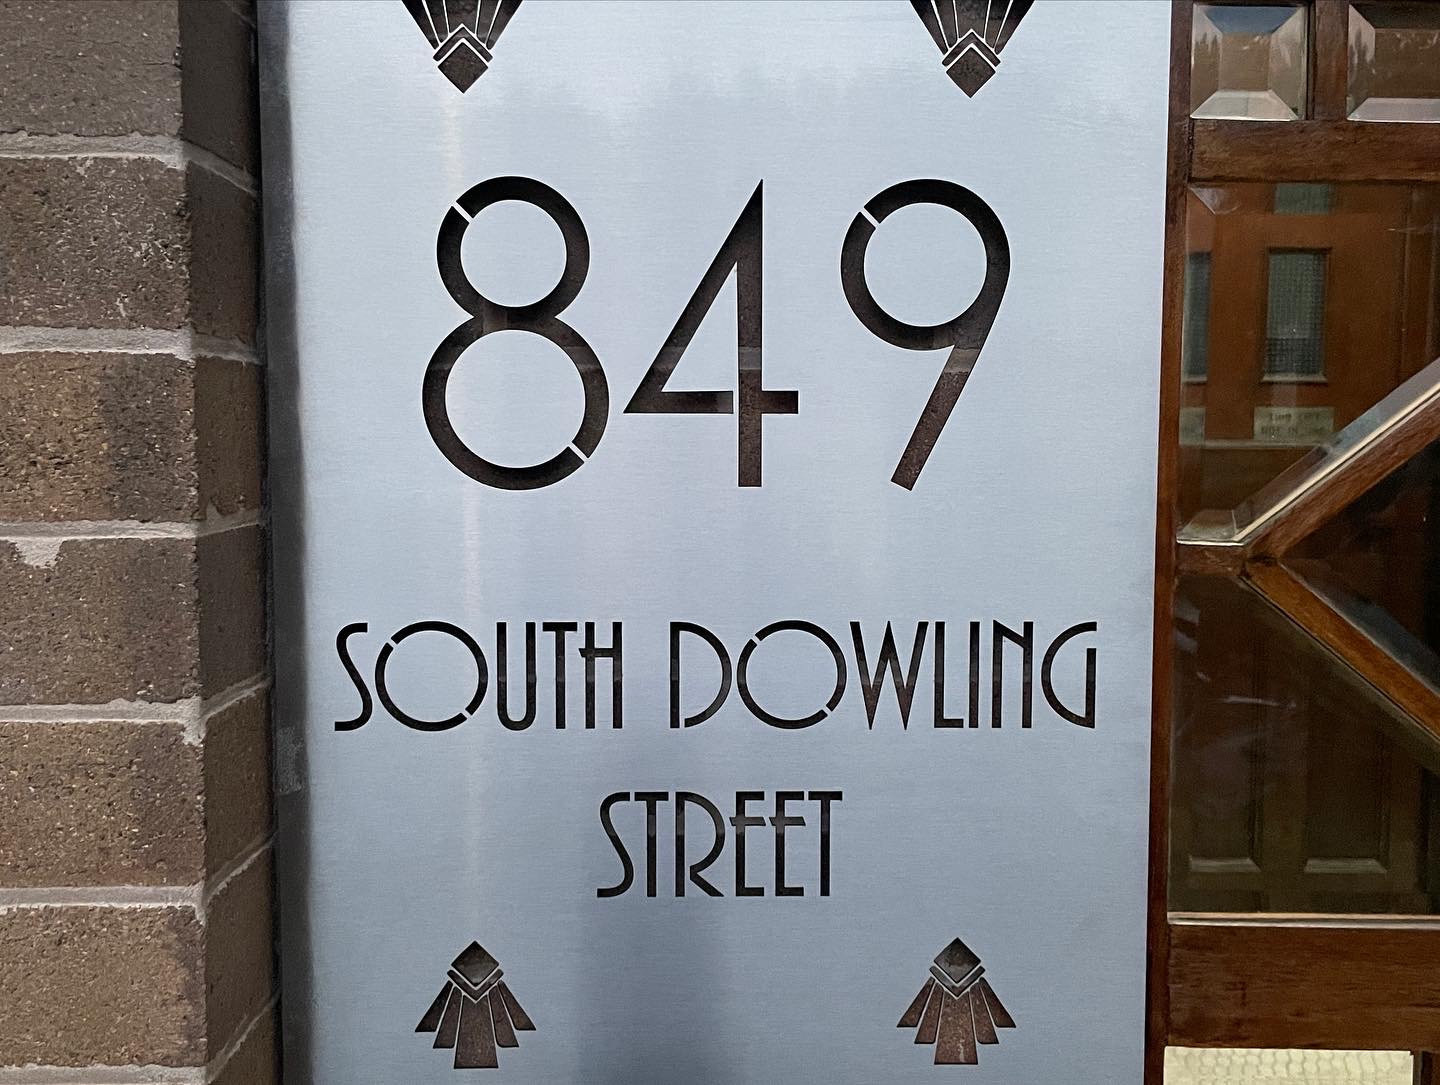 849
SOUTH DOWLING
STREET